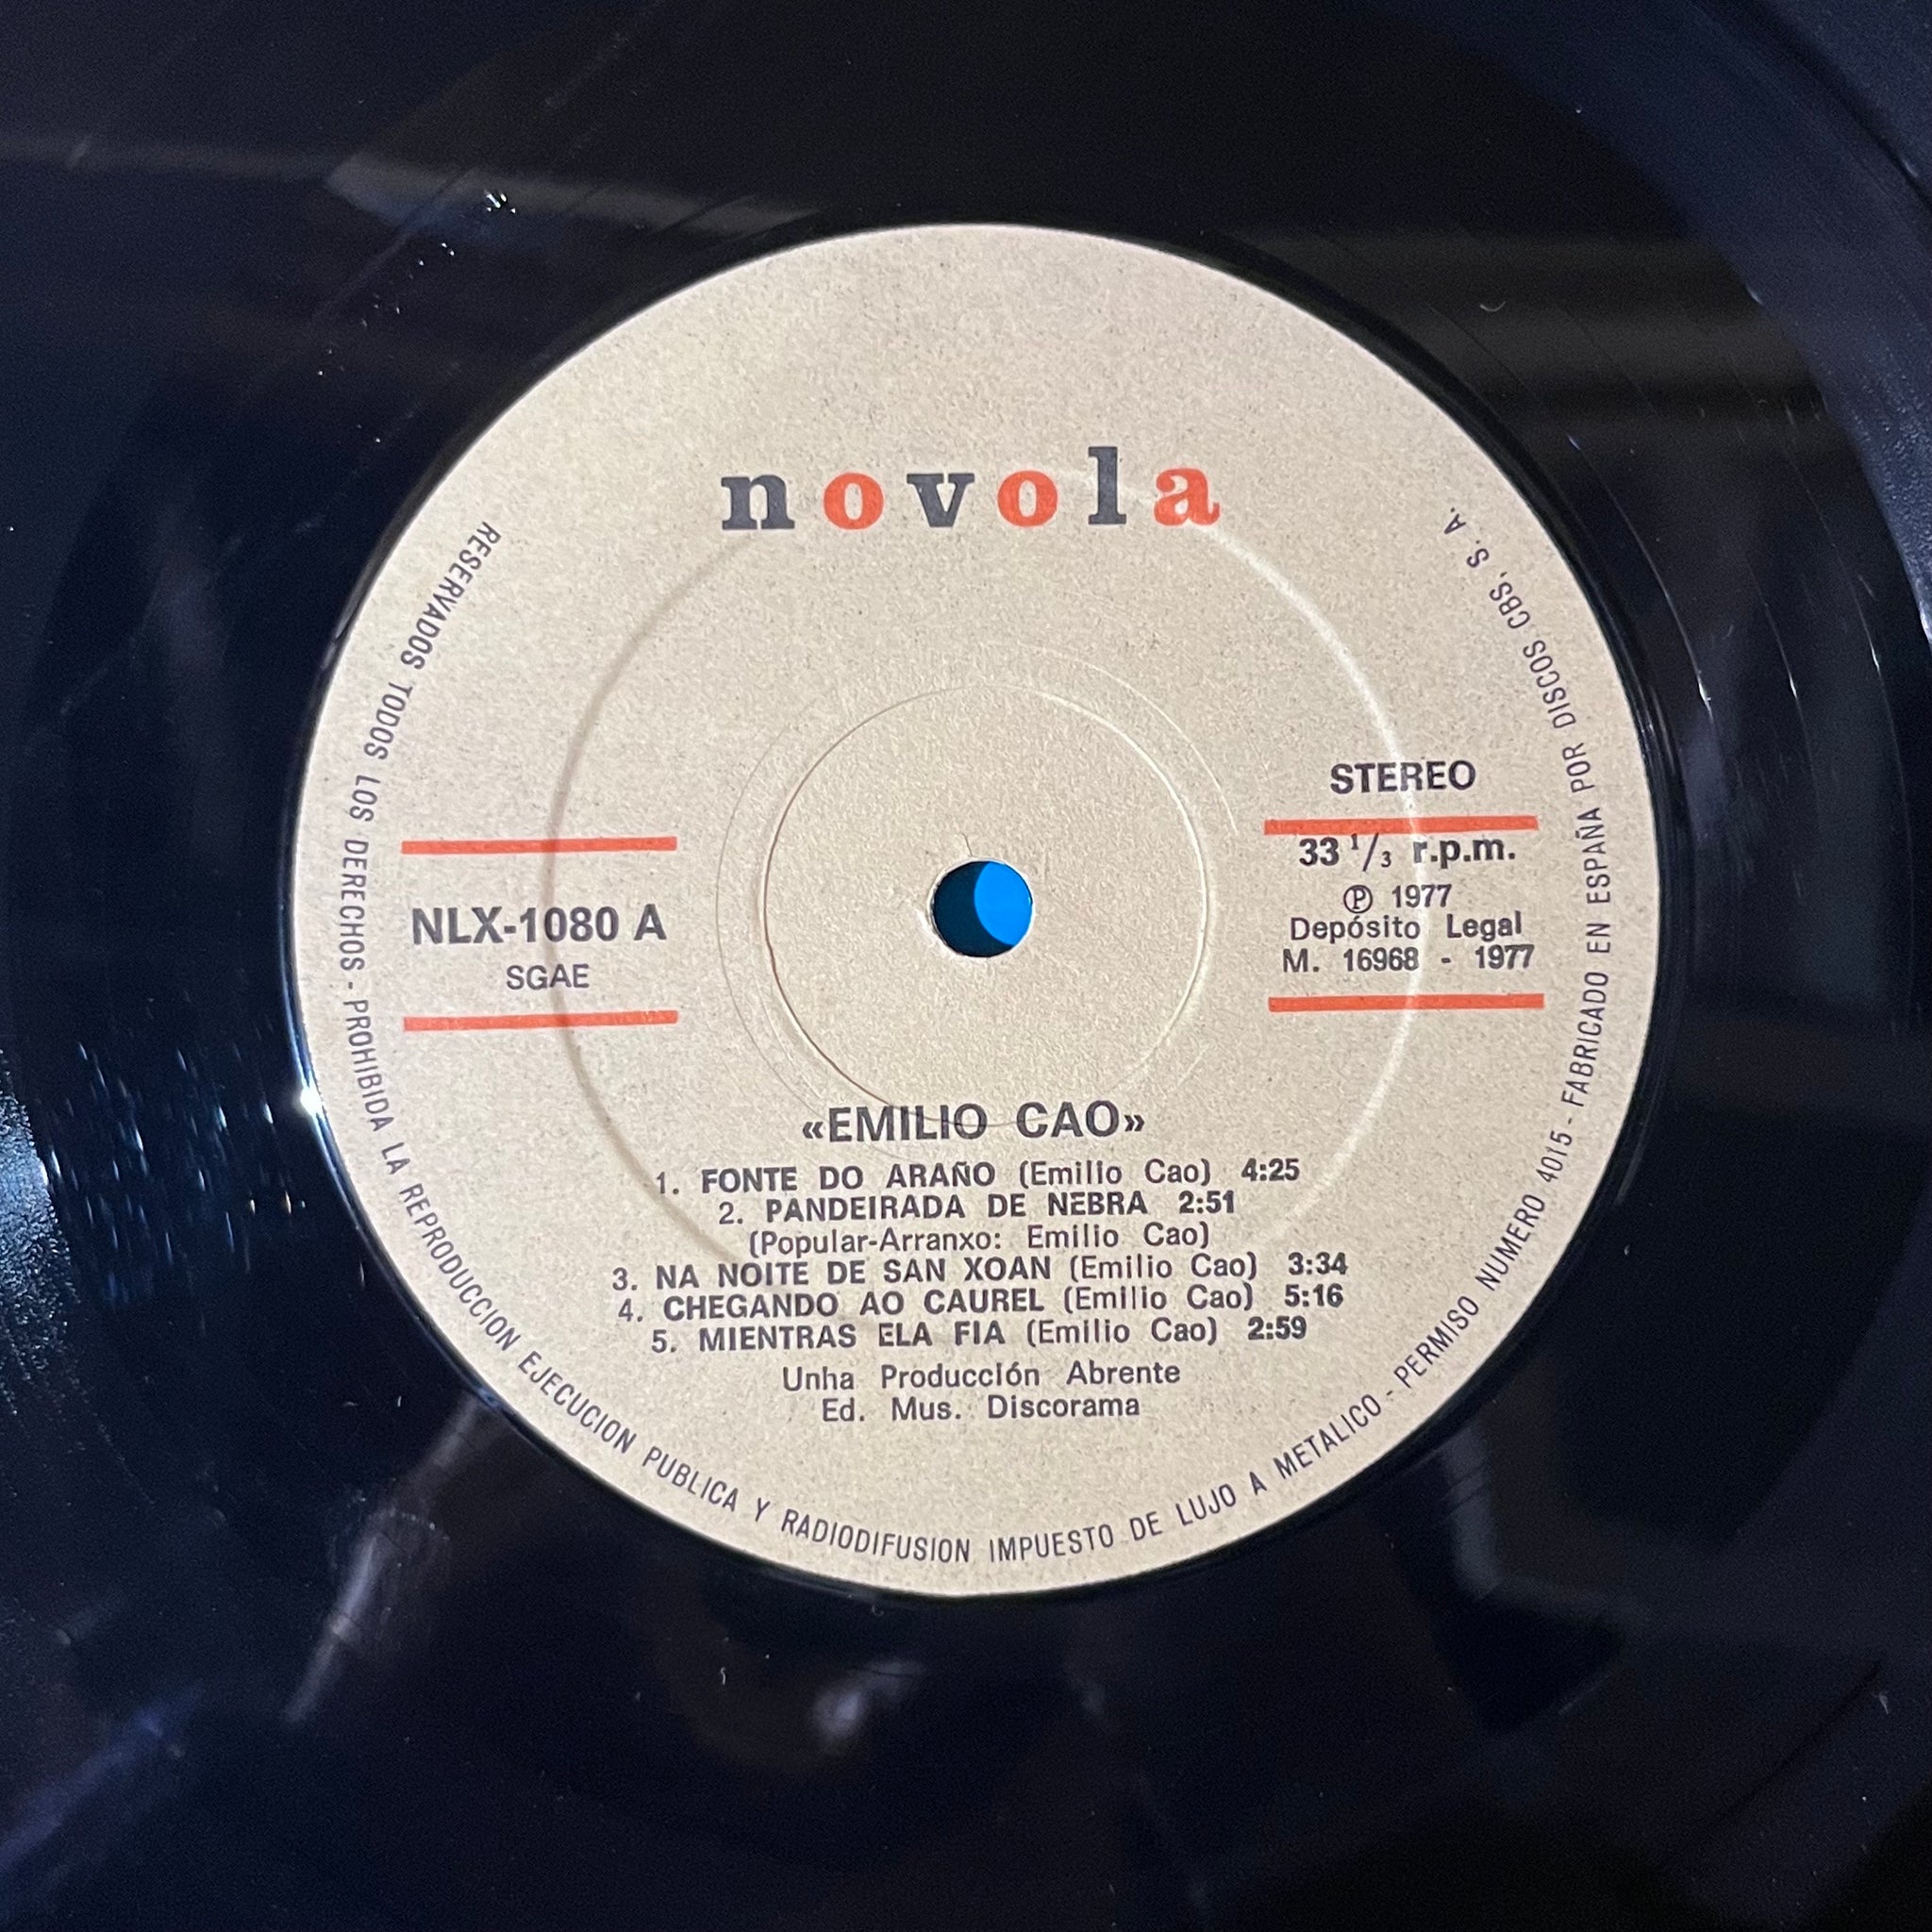 novola
STEREO
33 1/3 r.p.m.
Ⓟ 1977
Depósito Legal
M. 16968 - 1977
NLX-1080 A
SGAE
«EMILIO CAO»
1. FONTE DO ARAÑO (Emilio Cao) 4:25
2. PANDEIRADA DE NEBRA 2:51
(Popular-Arranxo: Emilio Cao)
3. NA NOITE DE SAN XOAN (Emilio Cao) 3:34
4. CHEGANDO AO CAUREL (Emilio Cao) 5:16
5. MIENTRAS ELA FIA (Emilio Cao) 2:59
Unha Producción Abrente
Ed. Mus. Discorama
RESERVADOS TODOS LOS DERECHOS - PROHIBIDA LA REPRODUCCION EJECUCION PUBLICA Y RADIODIFUSION IMPUESTO DE LUJO A METALICO - PERMISO NUMERO 4015 - FABRICADO EN ESPAÑA POR DISCOS CBS, S. A.